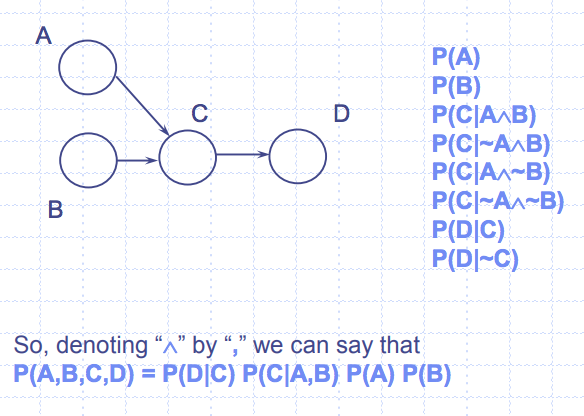 A
B
C
D
P(A)
P(B)
P(C|A∧B)
P(C|~A∧B)
P(C|A∧~B)
P(C|~A∧~B)
P(D|C)
P(D|~C)
So, denoting “∧” by “,” we can say that
P(A,B,C,D) = P(D|C) P(C|A,B) P(A) P(B)